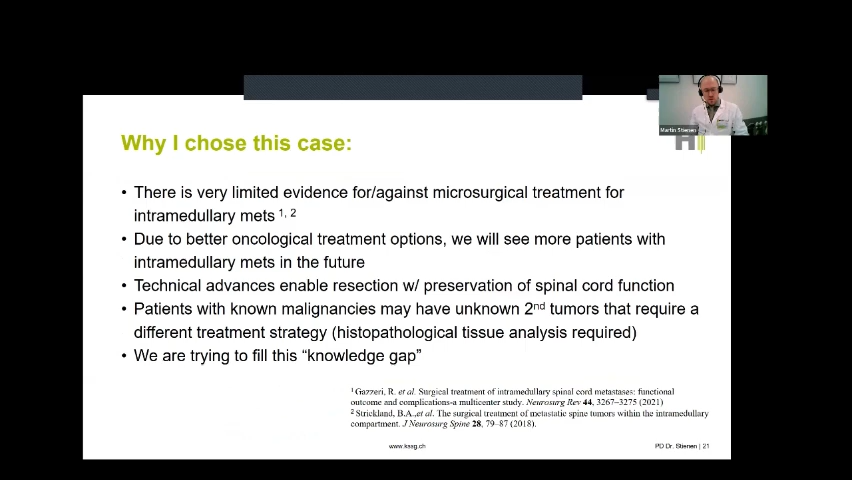 Martin Stienen
Why I chose this case:
• There is very limited evidence for/against microsurgical treatment for
intramedullary mets 1, 2
• Due to better oncological treatment options, we will see more patients with
intramedullary mets in the future
• Technical advances enable resection w/ preservation of spinal cord function
• Patients with known malignancies may have unknown 2nd tumors that require a
different treatment strategy (histopathological tissue analysis required)
• We are trying to fill this “knowledge gap”
1 Gazzeri, R. et al. Surgical treatment of intramedullary spinal cord metastases: functional
outcome and complications-a multicenter study. Neurosurg Rev 44, 3267–3275 (2021)
2 Strickland, B.A.,et al. The surgical treatment of metastatic spine tumors within the intramedullary
compartment. J Neurosurg Spine 28, 79–87 (2018).
www.kssg.ch
PD Dr. Stienen | 21